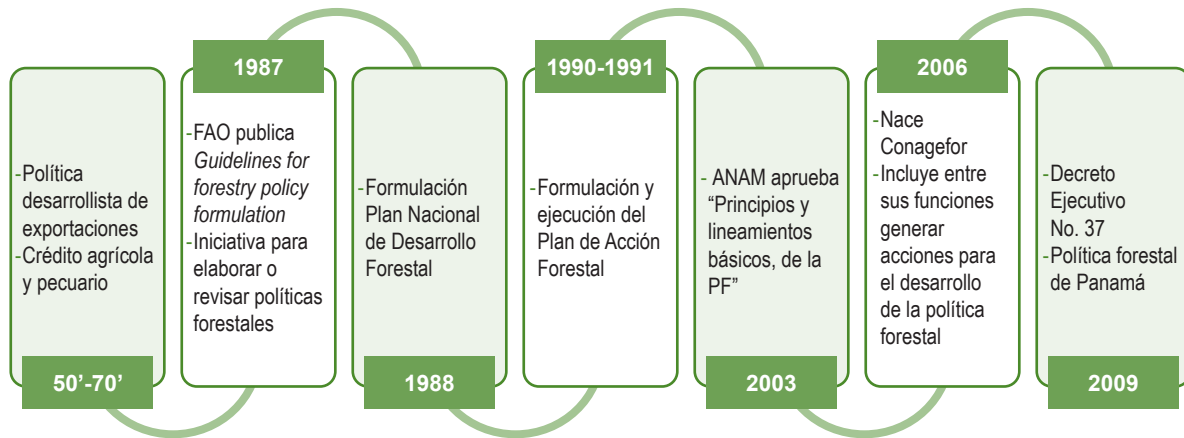 -Política
desarrollista de
exportaciones
-Crédito agrícola
y pecuario
50’-70’
1987
-FAO publica
Guidelines for
forestry policy
formulation
-Iniciativa para
elaborar o
revisar políticas
forestales
-Formulación
Plan Nacional
de Desarrollo
Forestal
1988
1990-1991
-Formulación y
ejecución del
Plan de Acción
Forestal
- ANAM aprueba
“Principios y
lineamientos
básicos, de la
PF”
2003
2006
-Nace
Conagefor
-Incluye entre
sus funciones
generar
acciones para
el desarrollo
de la política
forestal
-Decreto
Ejecutivo
No. 37
-Política forestal
de Panamá
2009